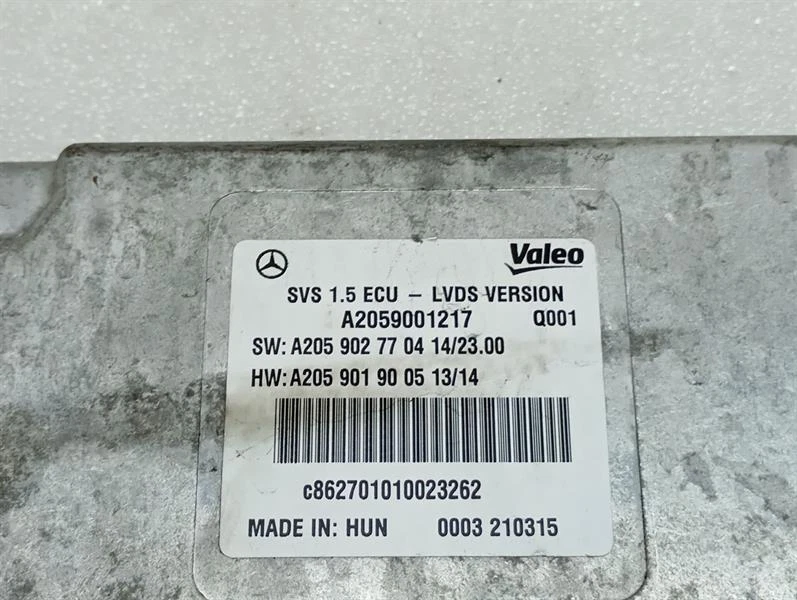 Valeo
SVS 1.5 ECU – LVDS VERSION
A2059001217 Q001
SW: A205 902 77 04 14/23.00
HW: A205 901 90 05 13/14
c862701010023262
MADE IN: HUN 0003 210315